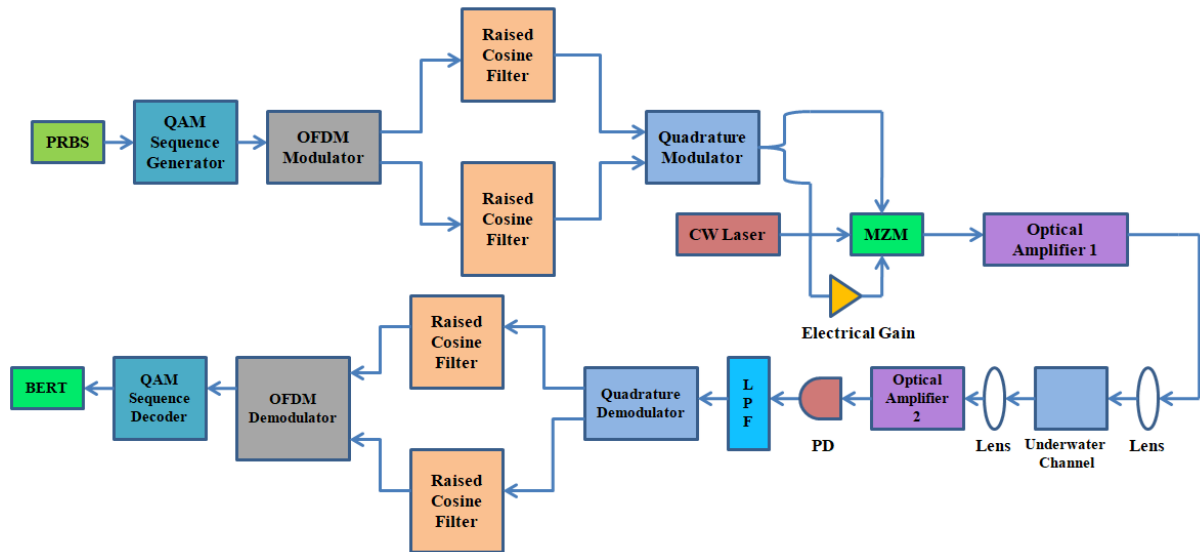 Raised
Cosine
Filter
PRBS
QAM
Sequence
Generator
OFDM
Modulator
Quadrature
Modulator
Raised
Cosine
Filter
CW Laser
MZM
Optical
Amplifier 1
Electrical Gain
Raised
Cosine
Filter
BERT
QAM
Sequence
Decoder
OFDM
Demodulator
Quadrature
Demodulator
L
P
F
PD
Optical
Amplifier
2
Lens
Underwater
Channel
Lens
Raised
Cosine
Filter